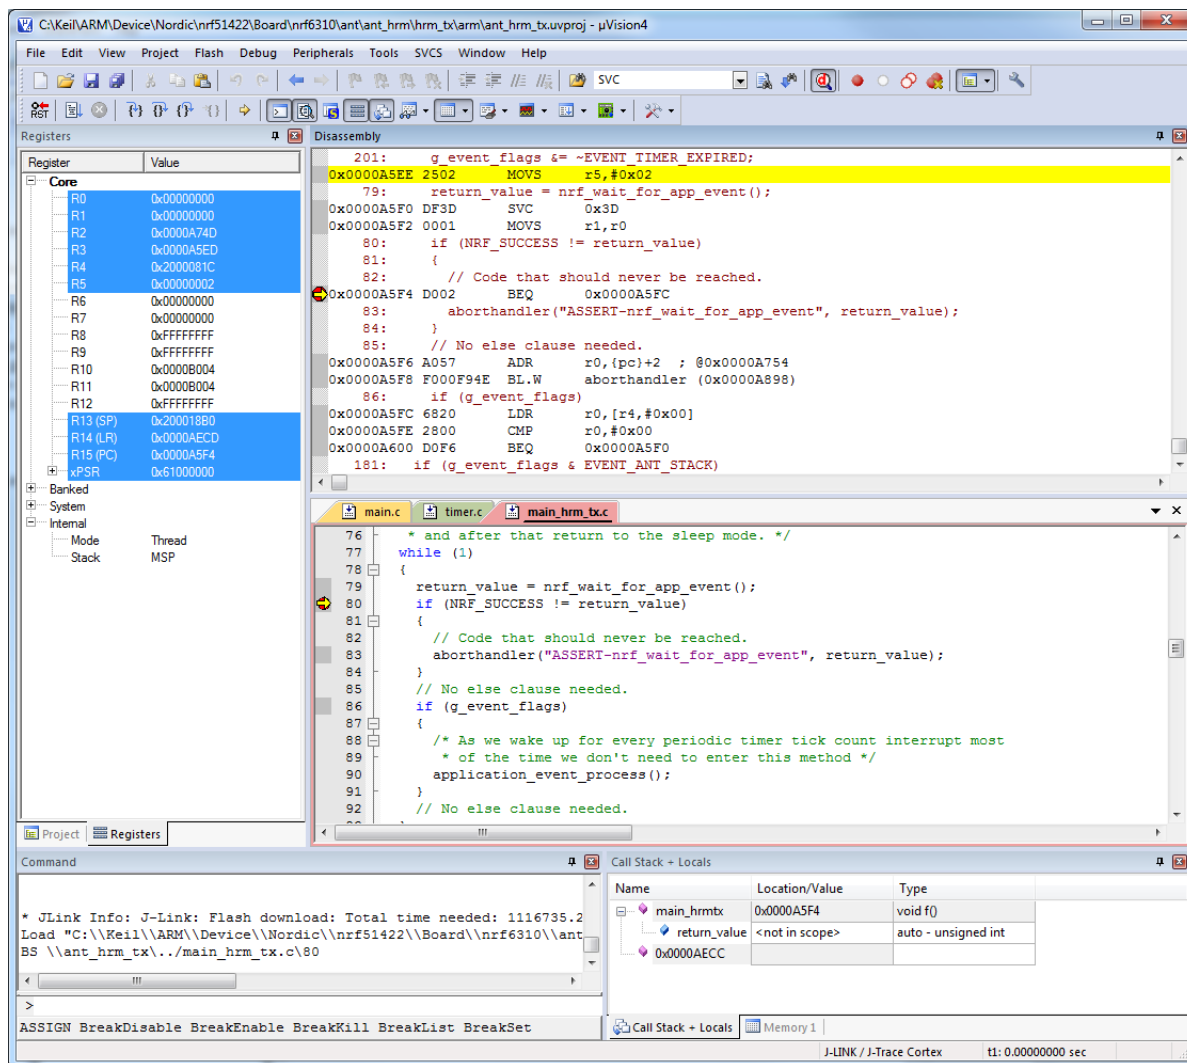 C:\Keil\ARM\Device\Nordic\nrf51422\Board\nrf6310\ant\ant_hrm\hrm_tx\arm\ant_hrm_tx.uvproj - µVision4
File Edit View Project Flash Debug Peripherals Tools SVCS Window Help
SVC
RST
Registers
Register Value
Core
R0 0x00000000
R1 0x00000000
R2 0x0000A74D
R3 0x0000A5ED
R4 0x2000081C
R5 0x00000002
R6 0x00000000
R7 0x00000000
R8 0xFFFFFFFF
R9 0xFFFFFFFF
R10 0x0000B004
R11 0x0000B004
R12 0xFFFFFFFF
R13 (SP) 0x200018B0
R14 (LR) 0x0000AECD
R15 (PC) 0x0000A5F4
xPSR 0x61000000
Banked
System
Internal
Mode Thread
Stack MSP
Project Registers
Disassembly
201: g_event_flags &= ~EVENT_TIMER_EXPIRED;
0x0000A5EE 2502 MOVS r5,#0x02
79: return_value = nrf_wait_for_app_event();
0x0000A5F0 DF3D SVC 0x3D
0x0000A5F2 0001 MOVS r1,r0
80: if (NRF_SUCCESS != return_value)
81: {
82: // Code that should never be reached.
0x0000A5F4 D002 BEQ 0x0000A5FC
83: aborthandler("ASSERT-nrf_wait_for_app_event", return_value);
84: }
85: // No else clause needed.
0x0000A5F6 A057 ADR r0,{pc}+2 ; @0x0000A754
0x0000A5F8 F000F94E BL.W aborthandler (0x0000A898)
86: if (g_event_flags)
0x0000A5FC 6820 LDR r0,[r4,#0x00]
0x0000A5FE 2800 CMP r0,#0x00
0x0000A600 D0F6 BEQ 0x0000A5F0
181: if (g_event_flags & EVENT_ANT_STACK)
main.c timer.c main_hrm_tx.c
76 * and after that return to the sleep mode. */
77 while (1)
78 {
79 return_value = nrf_wait_for_app_event();
80 if (NRF_SUCCESS != return_value)
81 {
82 // Code that should never be reached.
83 aborthandler("ASSERT-nrf_wait_for_app_event", return_value);
84 }
85 // No else clause needed.
86 if (g_event_flags)
87 {
88 /* As we wake up for every periodic timer tick count interrupt most
89 * of the time we don't need to enter this method */
90 application_event_process();
91 }
92 // No else clause needed.
Command
* JLink Info: J-Link: Flash download: Total time needed: 1116735.2
Load "C:\\Keil\\ARM\\Device\\Nordic\\nrf51422\\Board\\nrf6310\\ant
BS \\ant_hrm_tx\../main_hrm_tx.c\80
>
ASSIGN BreakDisable BreakEnable BreakKill BreakList BreakSet
Call Stack + Locals
Name Location/Value Type
main_hrmtx 0x0000A5F4 void f()
return_value <not in scope> auto - unsigned int
0x0000AECC
Call Stack + Locals Memory 1
J-LINK / J-Trace Cortex t1: 0.00000000 sec